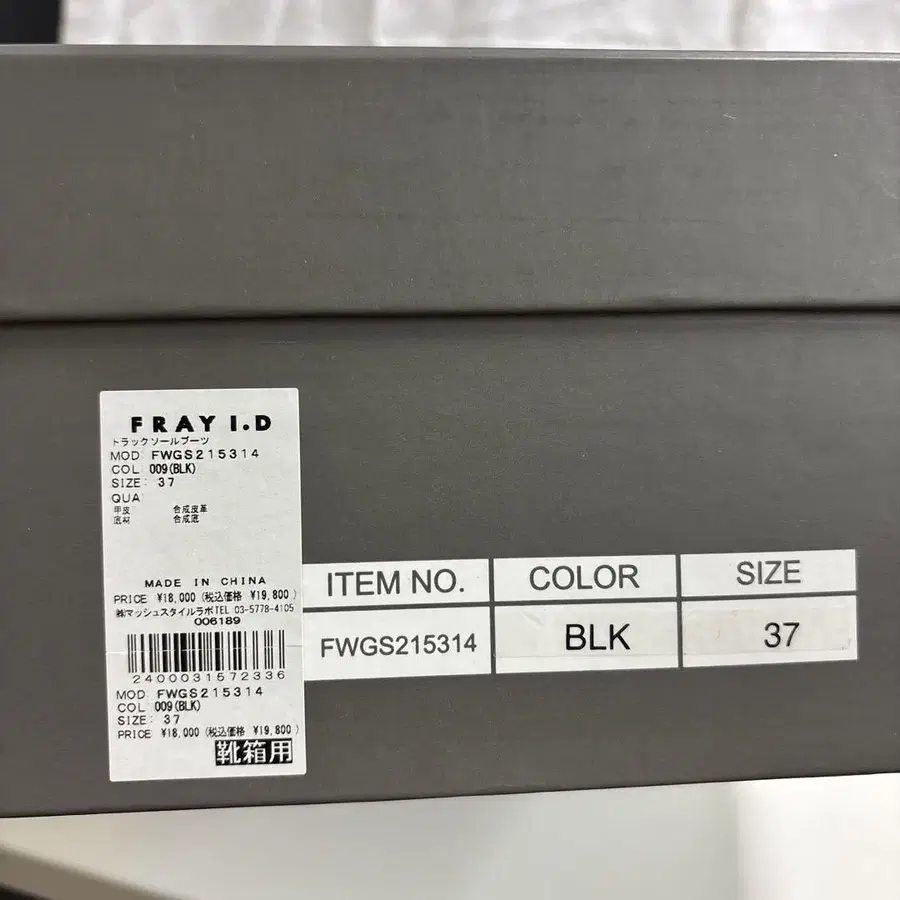 FRAY I.D
トラックソールブーツ
MOD FWGS215314
COL 009(BLK)
SIZE: 37
QUA
甲皮 合成皮革
底材 合成底
MADE IN CHINA
PRICE ¥18,000 (税込価格 ¥19,800)
㈱マッシュスタイルラボTEL 03-5778-4105
006189
2400031572336
MOD: FWGS215314
COL 009(BLK)
SIZE: 37
PRICE ¥18,000 (税込価格 ¥19,800)
靴箱用
ITEM NO. COLOR SIZE
FWGS215314 BLK 37